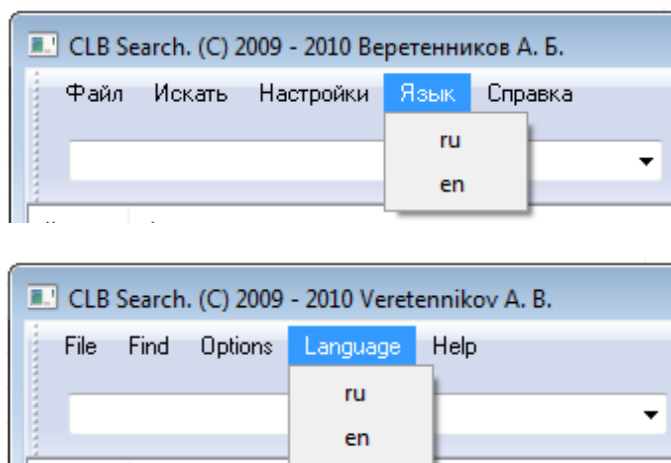 CLB Search. (C) 2009 - 2010 Веретенников А. Б.
Файл Искать Настройки Язык Справка
ru
en
CLB Search. (C) 2009 - 2010 Veretennikov A. B.
File Find Options Language Help
ru
en